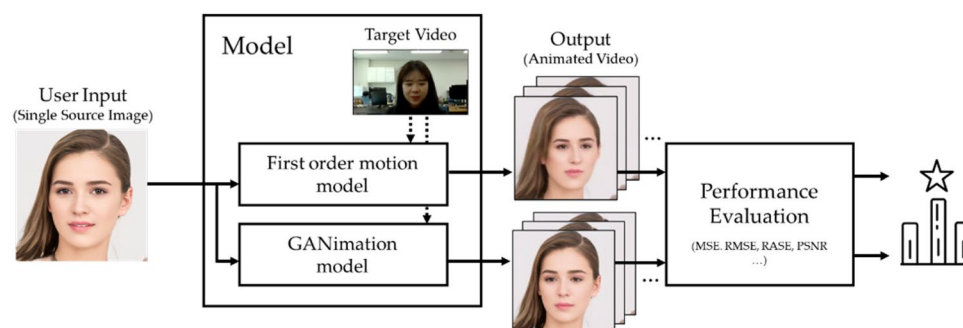 Model
Target Video
User Input
(Single Source Image)
First order motion
model
GANimation
model
Output
(Animated Video)
...
...
Performance
Evaluation
(MSE. RMSE, RASE, PSNR
...)